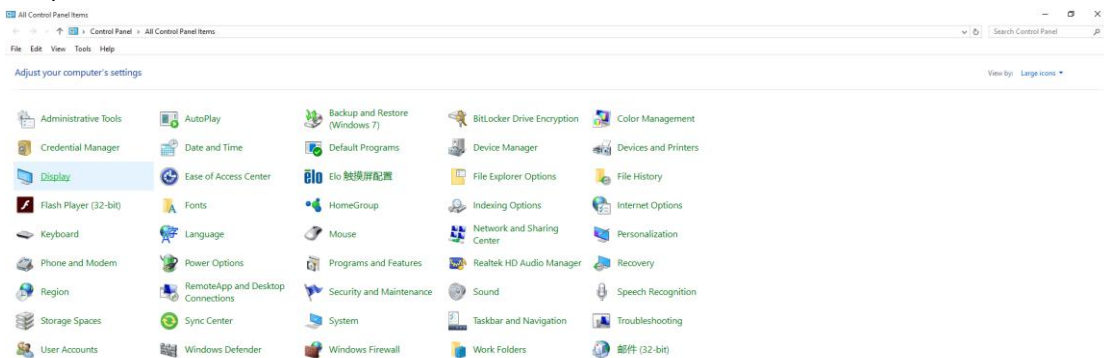 All Control Panel Items
Control Panel > All Control Panel Items
Search Control Panel
File Edit View Tools Help
Adjust your computer's settings
View by: Large icons
Administrative Tools
AutoPlay
Backup and Restore
(Windows 7)
BitLocker Drive Encryption
Color Management
Credential Manager
Date and Time
Default Programs
Device Manager
Devices and Printers
Display
Ease of Access Center
elo
Elo 触摸屏配置
File Explorer Options
File History
Flash Player (32-bit)
Fonts
HomeGroup
Indexing Options
Internet Options
Keyboard
Language
Mouse
Network and Sharing
Center
Personalization
Phone and Modem
Power Options
Programs and Features
Realtek HD Audio Manager
Recovery
Region
RemoteApp and Desktop
Connections
Security and Maintenance
Sound
Speech Recognition
Storage Spaces
Sync Center
System
Taskbar and Navigation
Troubleshooting
User Accounts
Windows Defender
Windows Firewall
Work Folders
邮件 (32-bit)